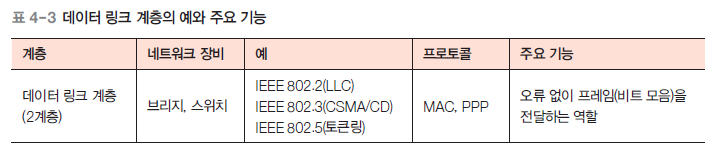 표 4-3 데이터 링크 계층의 예와 주요 기능
계층 네트워크 장비 예 프로토콜 주요 기능
데이터 링크 계층
(2계층)
브리지, 스위치
IEEE 802.2(LLC)
IEEE 802.3(CSMA/CD)
IEEE 802.5(토큰링)
MAC, PPP
오류 없이 프레임(비트 모음)을
전달하는 역할